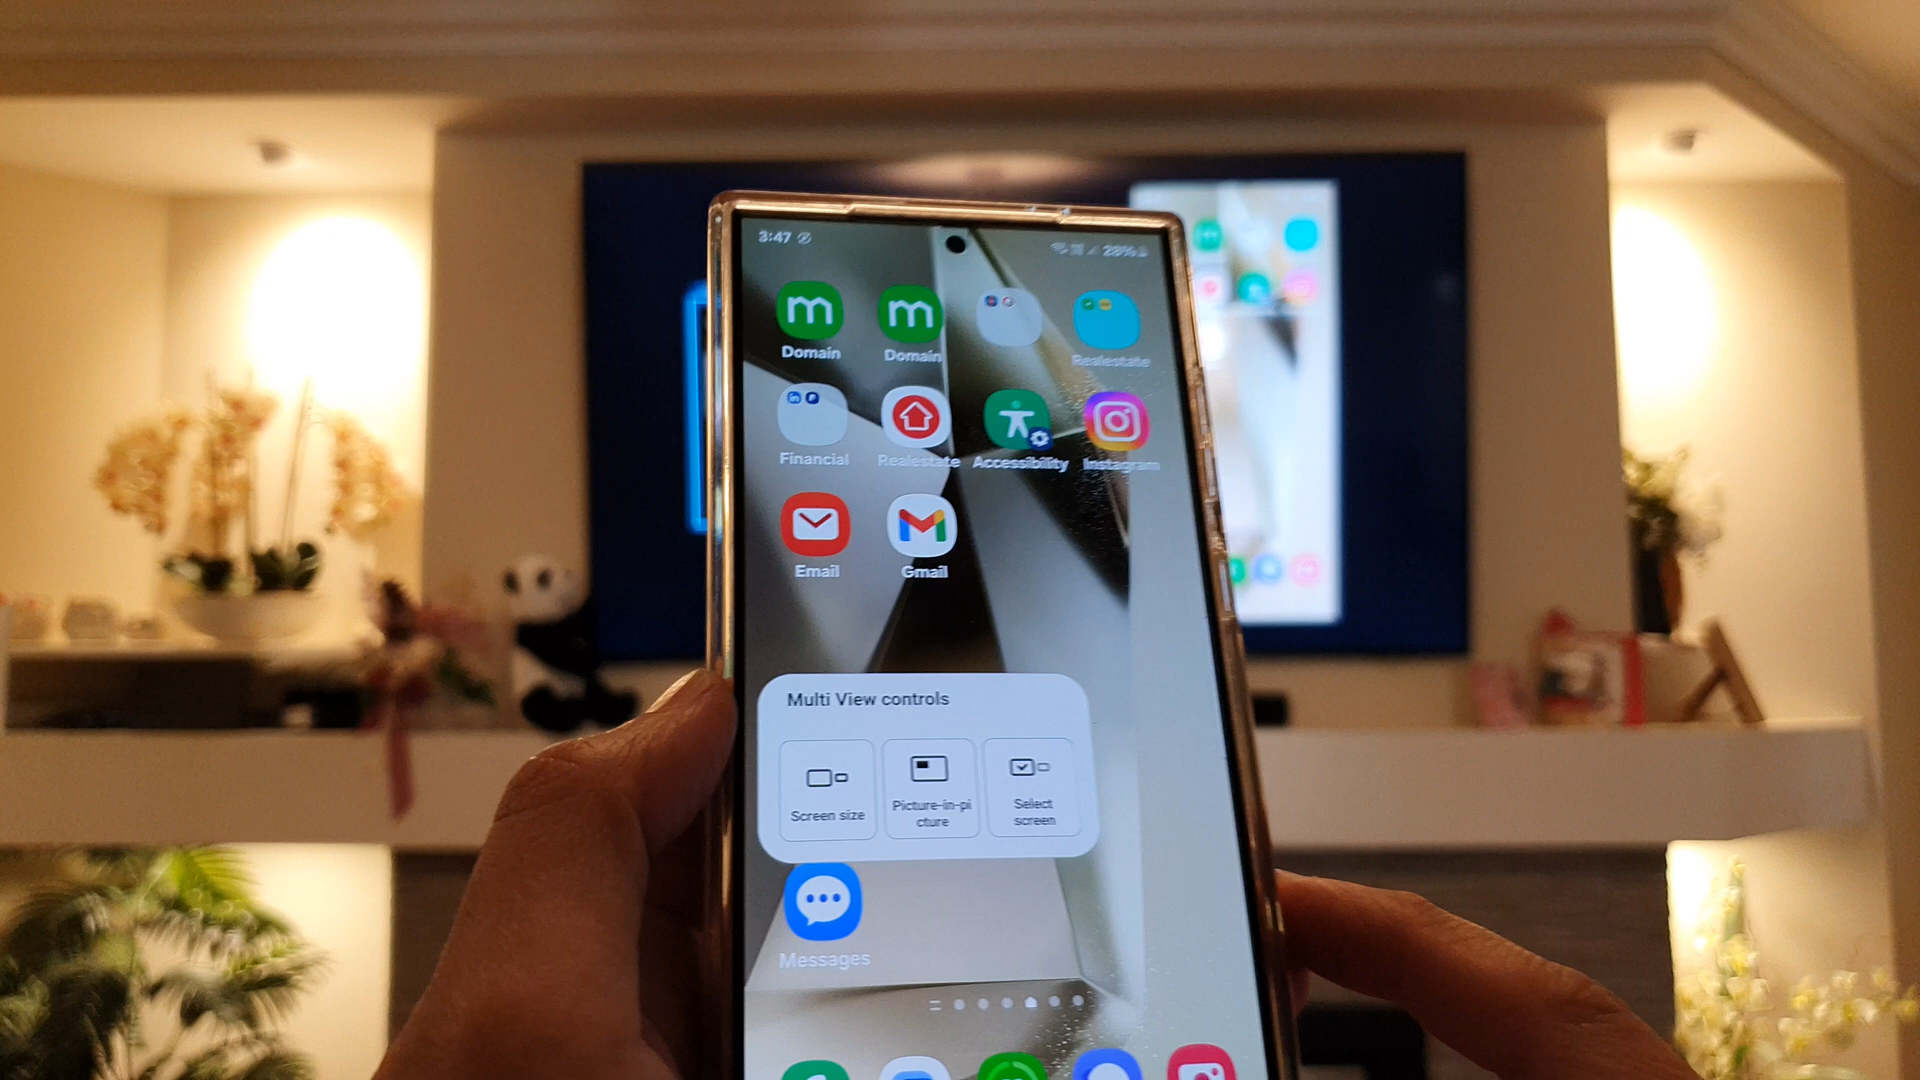 3:47
28%
m
m
Domain
Domain
Realestate
in
P
Financial
Realestate
Accessibility
Instagram
Email
Gmail
Multi View controls
Screen size
Picture-in-pi
cture
Select
screen
Messages